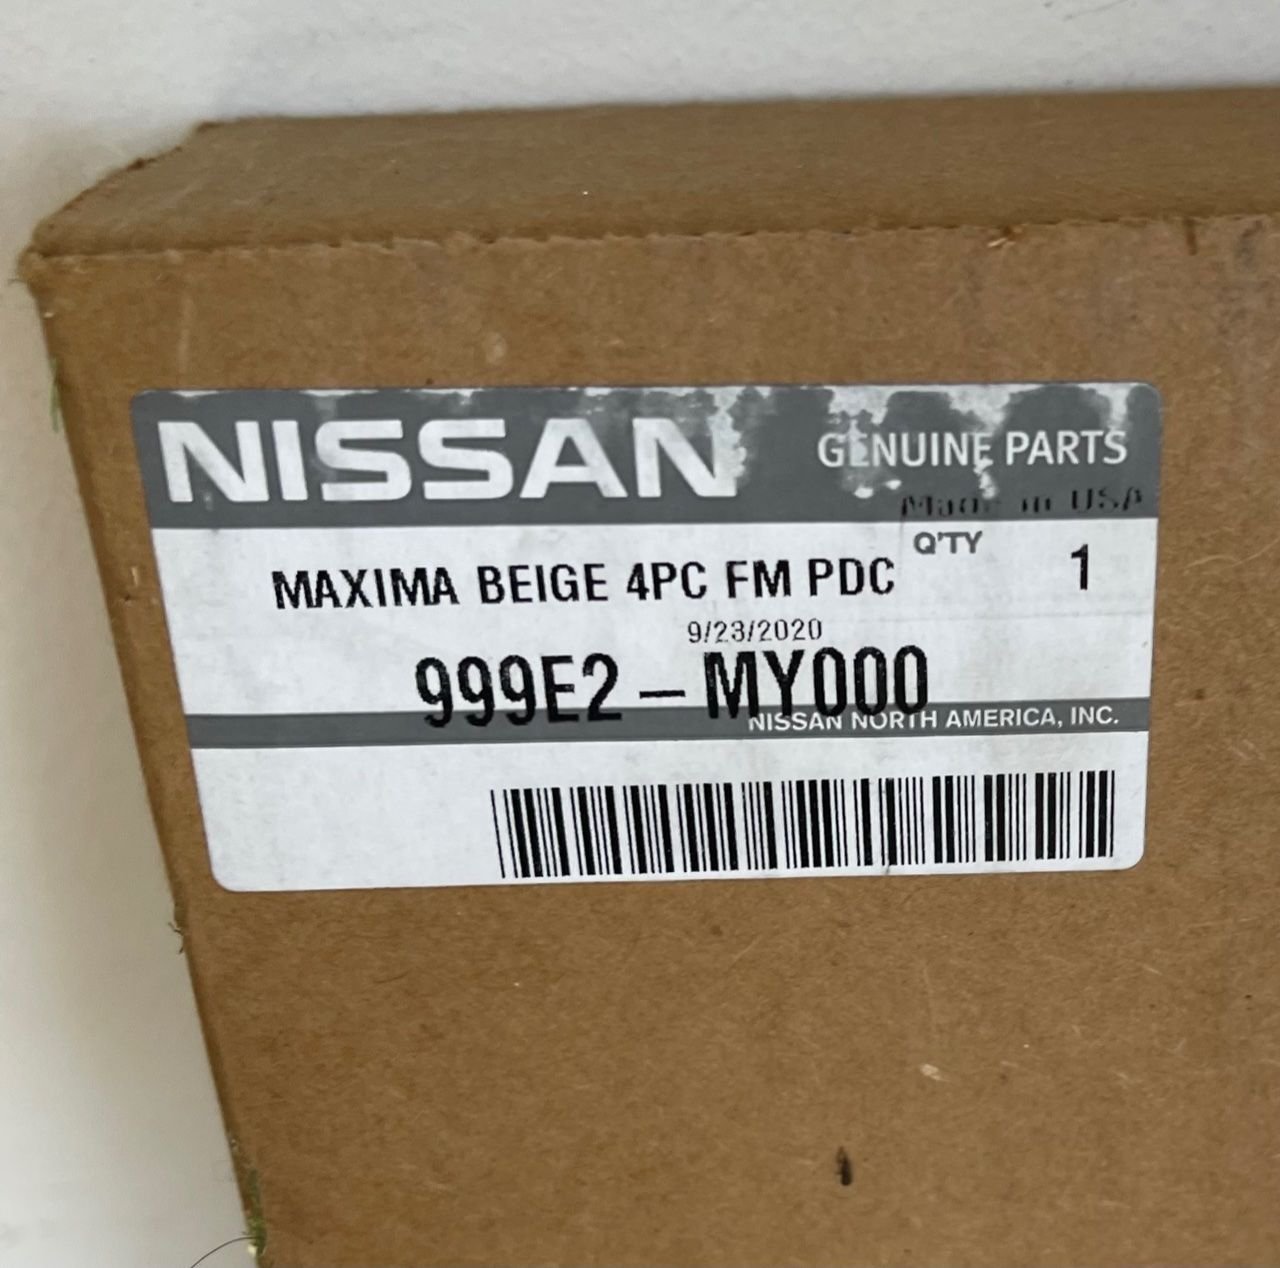 NISSAN GENUINE PARTS
Made in USA
Q'TY 1
MAXIMA BEIGE 4PC FM PDC
9/23/2020
999E2-MY000
NISSAN NORTH AMERICA, INC.